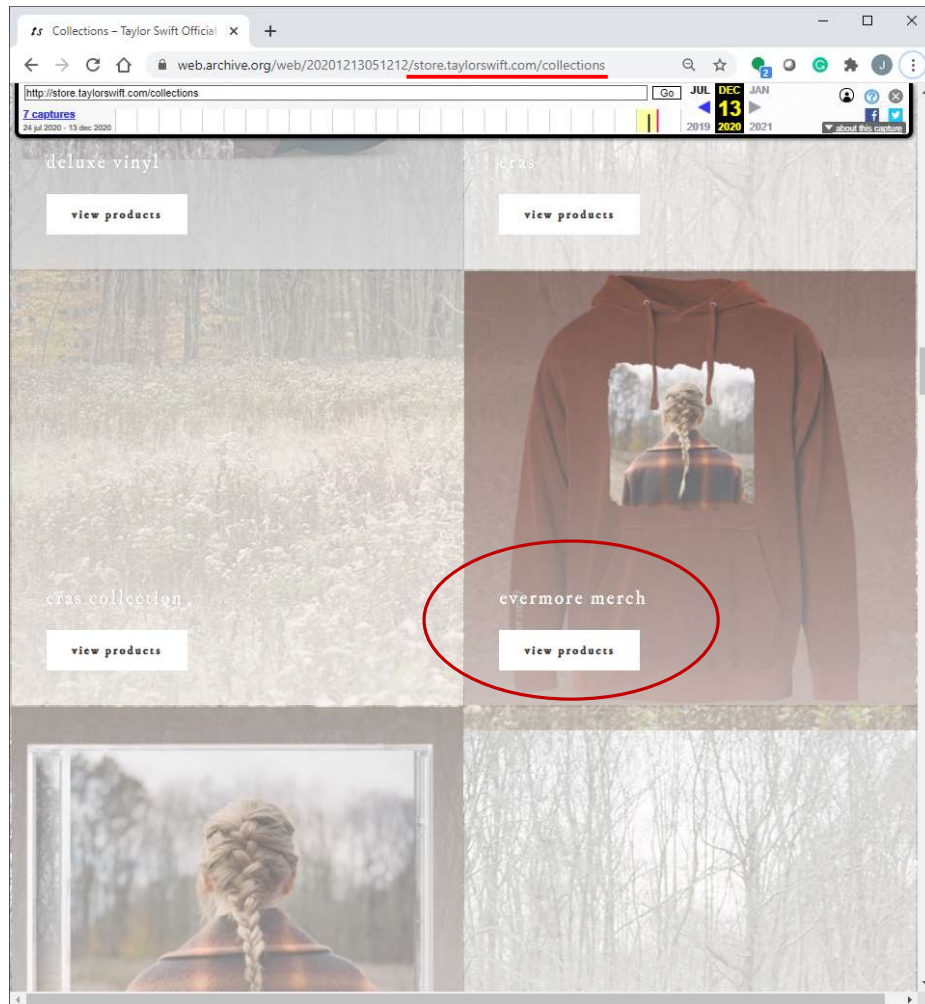 ts Collections – Taylor Swift Official
web.archive.org/web/20201213051212/store.taylorswift.com/collections
2
J
http://store.taylorswift.com/collections
Go
JUL DEC JAN
7 captures
13
24 jul 2020 - 13 dec 2020
2019 2020 2021
about this capture
deluxe vinyl
eras
view products
view products
eras collection
evermore merch
view products
view products